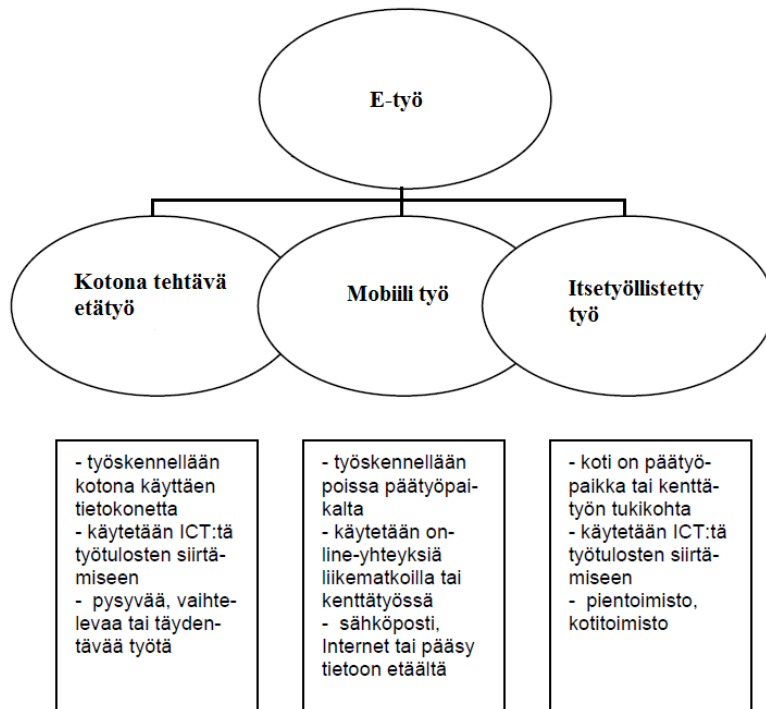 E-työ
Kotona tehtävä
etätyö
Mobiili työ
Itsetyöllistetty
työ
- työskennellään
kotona käyttäen
tietokonetta
- käytetään ICT:tä
työtulosten siirtä-
miseen
- pysyvää, vaihte-
levaa tai täyden-
tävää työtä
- työskennellään
poissa päätyöpai-
kalta
- käytetään on-
line-yhteyksiä
liikematkoilla tai
kenttätyössä
- sähköposti,
Internet tai pääsy
tietoon etäältä
- koti on päätyö-
paikka tai kenttä-
työn tukikohta
- käytetään ICT:tä
työtulosten siirtä-
miseen
- pientoimisto,
kotitoimisto